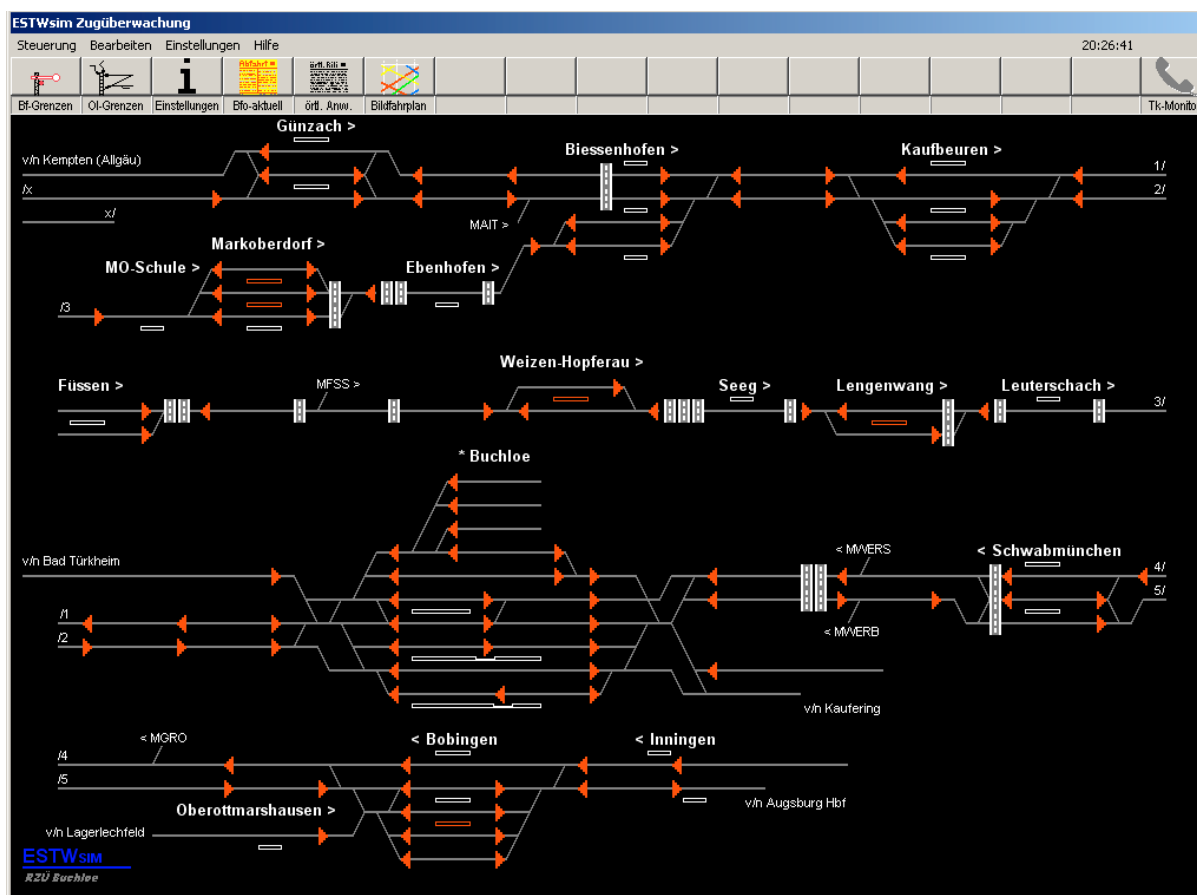 ESTWsim Zugüberwachung
Steuerung Bearbeiten Einstellungen Hilfe 20:26:41
Abfahrt örtl. Rili
Bf-Grenzen Ol-Grenzen Einstellungen Bfo-aktuell örtl. Anw. Bildfahrplan Tk-Monito
Günzach >
Biessenhofen > Kaufbeuren >
v/n Kempten (Allgäu) 1/
/x 2/
x/
MAIT >
Markoberdorf >
MO-Schule > Ebenhofen >
/3
Weizen-Hopferau >
Füssen > MFSS > Seeg > Lengenwang > Leuterschach >
3/
* Buchloe
< MWERS < Schwabmünchen
v/n Bad Türkheim 4/
5/
/1
/2 < MWERB
v/n Kaufering
< MGRO < Bobingen < Inningen
/4
/5
Oberottmarshausen > v/n Augsburg Hbf
v/n Lagerlechfeld
ESTWSIM
RZÜ Buchloe